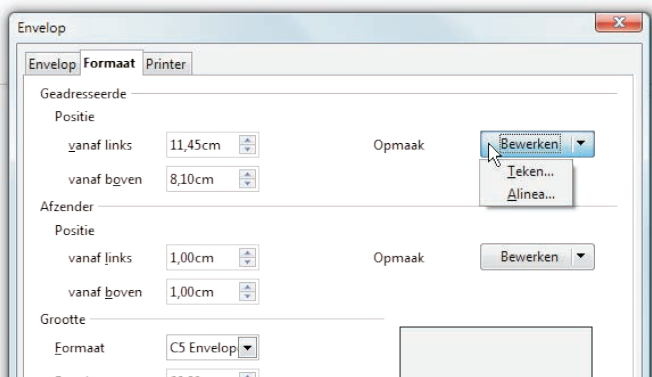 Envelop
Envelop Formaat Printer
Geadresseerde
Positie
vanaf links 11,45cm Opmaak Bewerken
Teken...
vanaf boven 8,10cm
Alinea...
Afzender
Positie
vanaf links 1,00cm Opmaak Bewerken
vanaf boven 1,00cm
Grootte
Formaat C5 Envelop